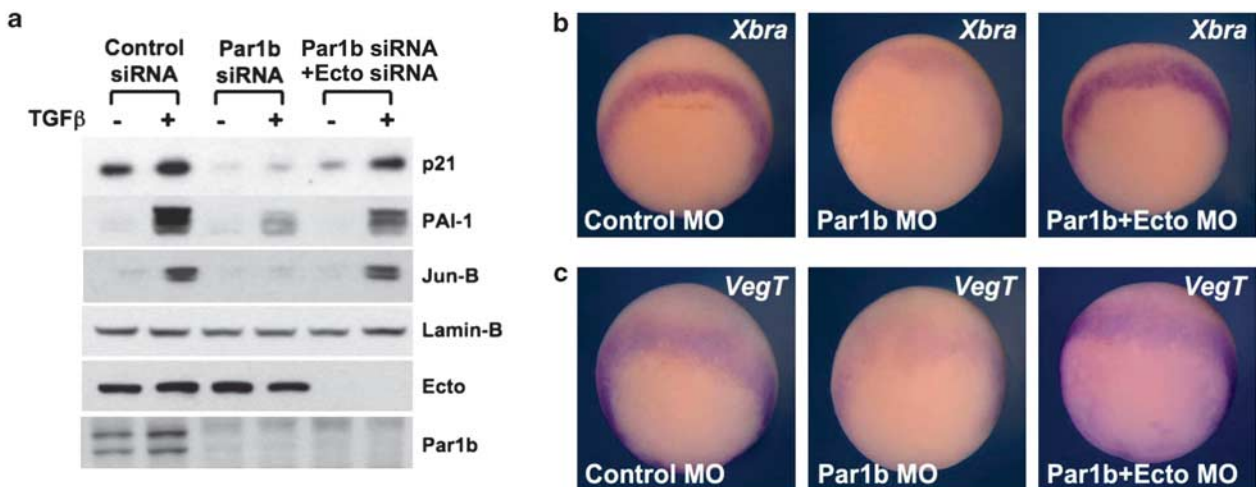 a
Control siRNA
Par1b siRNA
Par1b siRNA +Ecto siRNA
TGFβ - + - + - +
p21
PAI-1
Jun-B
Lamin-B
Ecto
Par1b
b
Xbra
Control MO
Xbra
Par1b MO
Xbra
Par1b+Ecto MO
c
VegT
Control MO
VegT
Par1b MO
VegT
Par1b+Ecto MO